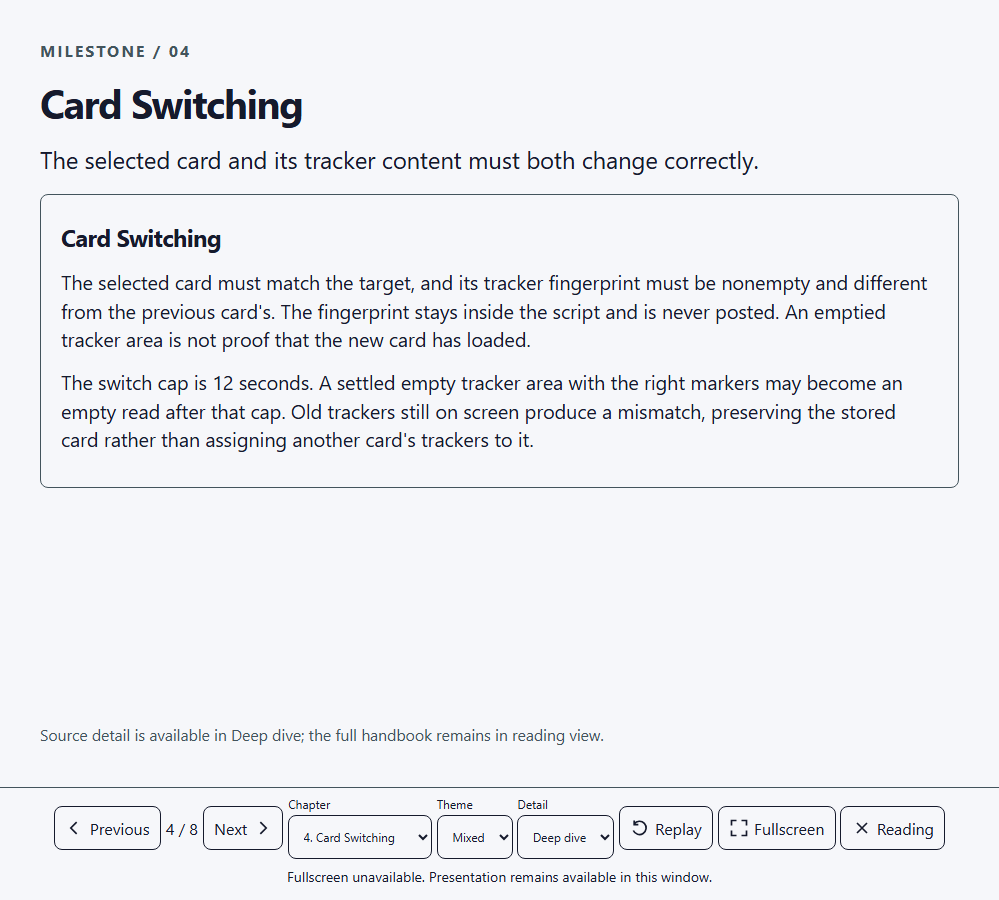 MILESTONE / 04
Card Switching
The selected card and its tracker content must both change correctly.
Card Switching
The selected card must match the target, and its tracker fingerprint must be nonempty and different
from the previous card's. The fingerprint stays inside the script and is never posted. An emptied
tracker area is not proof that the new card has loaded.
The switch cap is 12 seconds. A settled empty tracker area with the right markers may become an
empty read after that cap. Old trackers still on screen produce a mismatch, preserving the stored
card rather than assigning another card's trackers to it.
Source detail is available in Deep dive; the full handbook remains in reading view.
Chapter Theme Detail
Previous 4 / 8 Next 4. Card Switching Mixed Deep dive Replay Fullscreen Reading
Fullscreen unavailable. Presentation remains available in this window.